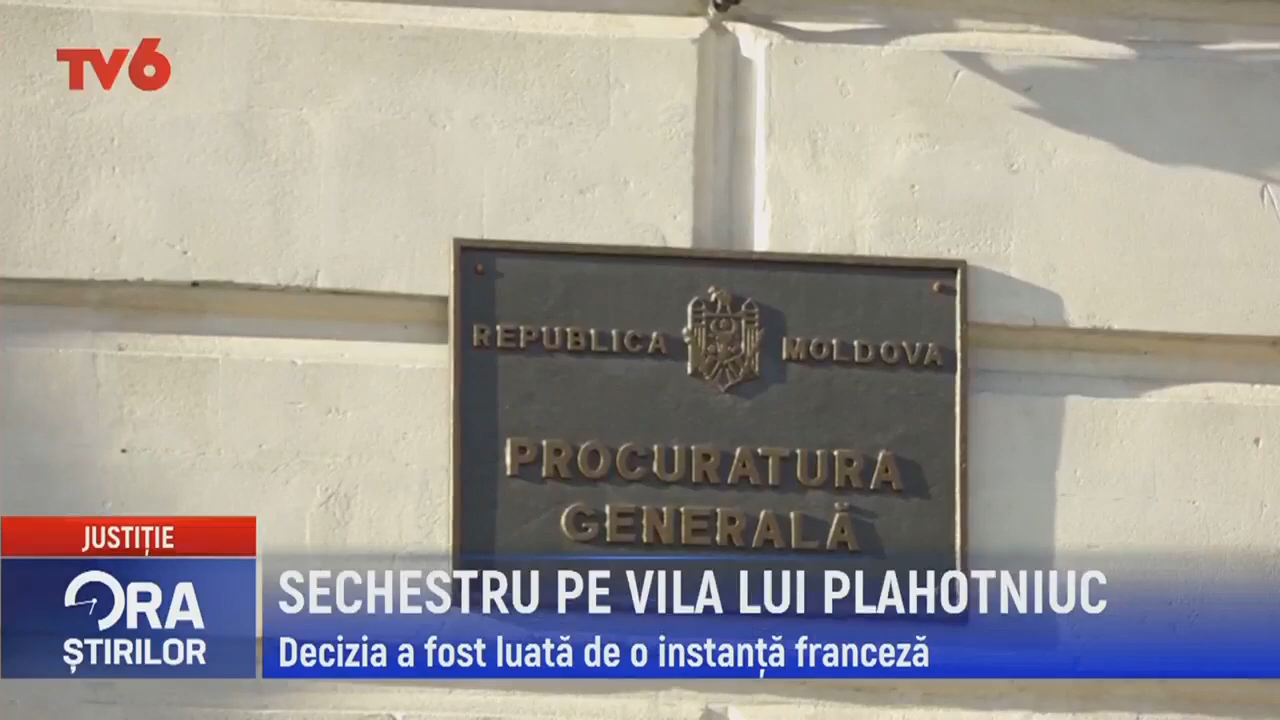 TV6
REPUBLICA MOLDOVA
PROCURATURA
GENERALĂ
JUSTIȚIE
ORA
ȘTIRILOR
SECHESTRU PE VILA LUI PLAHOTNIUC
Decizia a fost luată de o instanță franceză